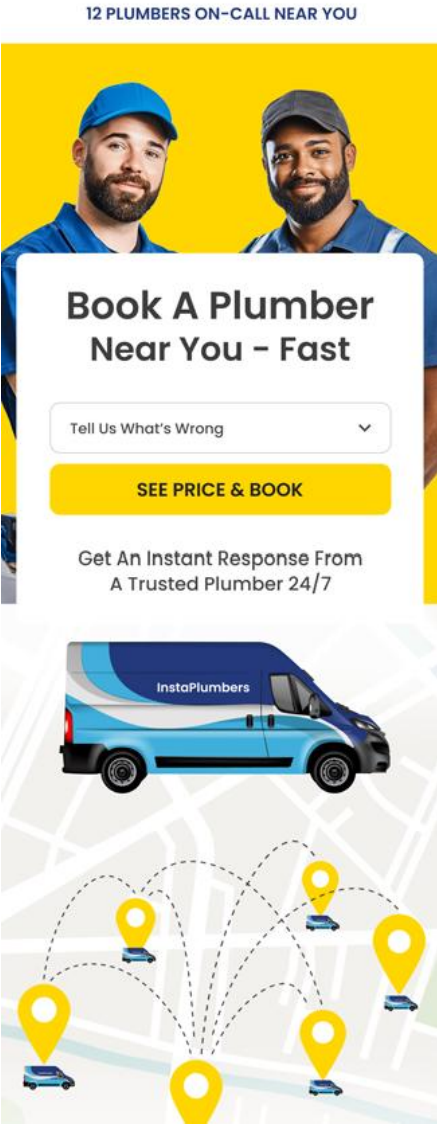 12 PLUMBERS ON-CALL NEAR YOU
Book A Plumber
Near You - Fast
Tell Us What's Wrong
SEE PRICE & BOOK
Get An Instant Response From
A Trusted Plumber 24/7
InstaPlumbers